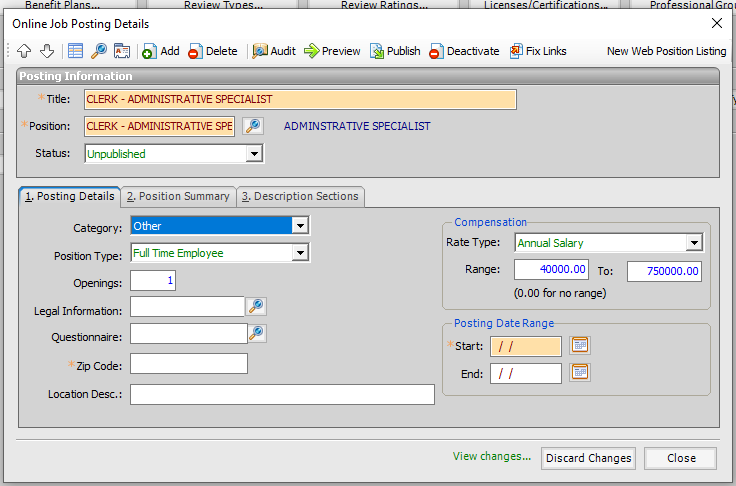 Benefit Plans... Review Types... Review Ratings... Licenses/Certifications... Professional Grou
Online Job Posting Details
Add Delete Audit Preview Publish Deactivate Fix Links New Web Position Listing
Posting Information
*Title: CLERK - ADMINISTRATIVE SPECIALIST
*Position: CLERK - ADMINISTRATIVE SPE ADMINSTRATIVE SPECIALIST
Status: Unpublished
1. Posting Details 2. Position Summary 3. Description Sections
Category: Other
Position Type: Full Time Employee
Openings: 1
Legal Information:
Questionnaire:
*Zip Code:
Location Desc.:
Compensation
Rate Type: Annual Salary
Range: 40000.00 To: 750000.00
(0.00 for no range)
Posting Date Range
*Start: / /
End: / /
View changes... Discard Changes Close